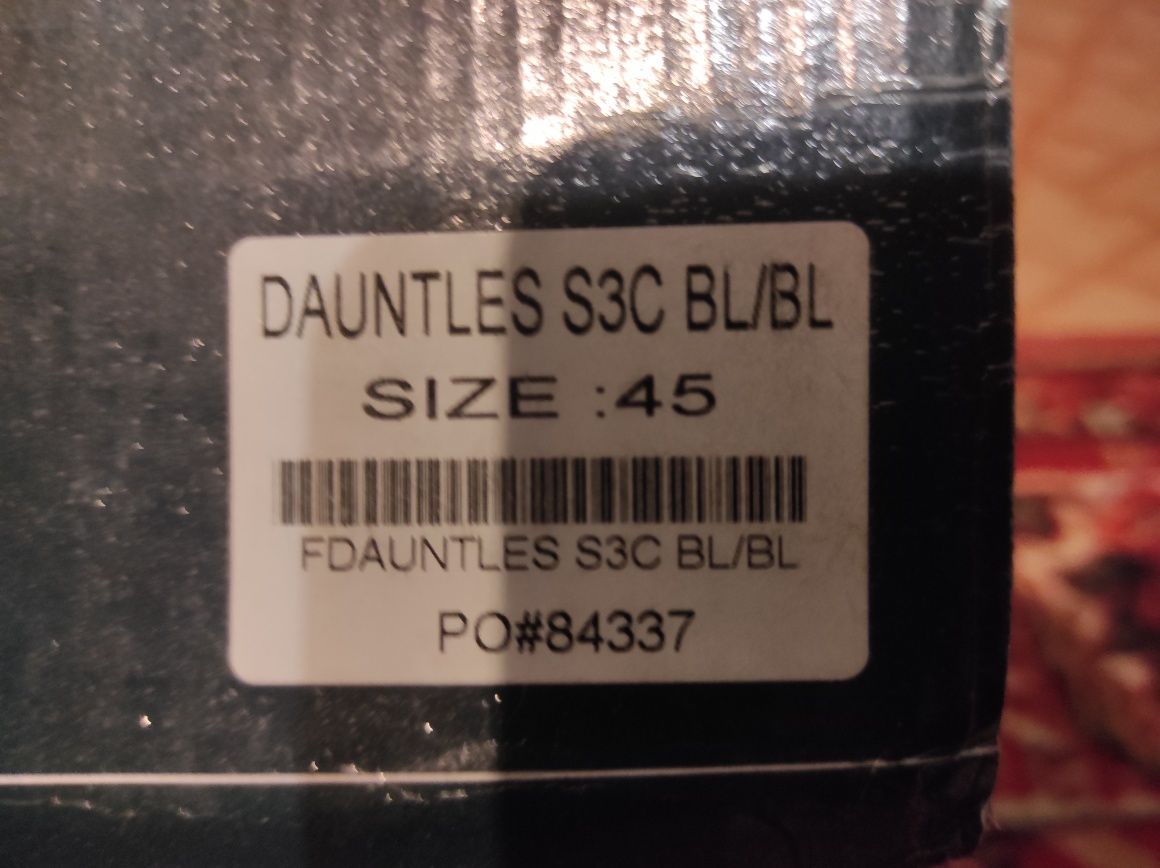 DAUNTLES S3C BL/BL
SIZE :45
FDAUNTLES S3C BL/BL
PO#84337